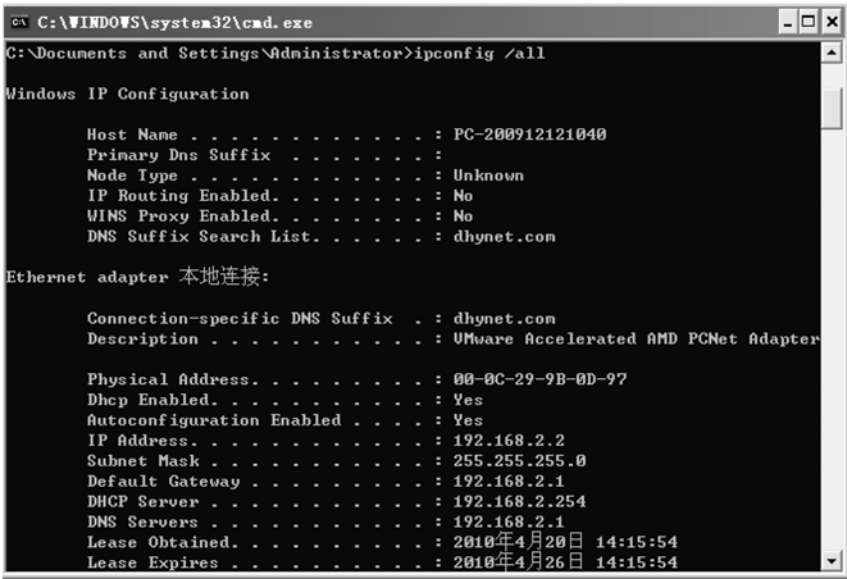 C:\WINDOWS\system32\cmd.exe
C:\Documents and Settings\Administrator>ipconfig /all
Windows IP Configuration
Host Name . . . . . . . . . . . . : PC-200912121040
Primary Dns Suffix  . . . . . . . :
Node Type . . . . . . . . . . . . : Unknown
IP Routing Enabled. . . . . . . . : No
WINS Proxy Enabled. . . . . . . . : No
DNS Suffix Search List. . . . . . : dhynet.com
Ethernet adapter 本地连接:
Connection-specific DNS Suffix  . : dhynet.com
Description . . . . . . . . . . . : VMware Accelerated AMD PCNet Adapter
Physical Address. . . . . . . . . : 00-0C-29-9B-0D-97
Dhcp Enabled. . . . . . . . . . . : Yes
Autoconfiguration Enabled . . . . : Yes
IP Address. . . . . . . . . . . . : 192.168.2.2
Subnet Mask . . . . . . . . . . . : 255.255.255.0
Default Gateway . . . . . . . . . : 192.168.2.1
DHCP Server . . . . . . . . . . . : 192.168.2.254
DNS Servers . . . . . . . . . . . : 192.168.2.1
Lease Obtained. . . . . . . . . . : 2010年4月20日 14:15:54
Lease Expires . . . . . . . . . . : 2010年4月26日 14:15:54